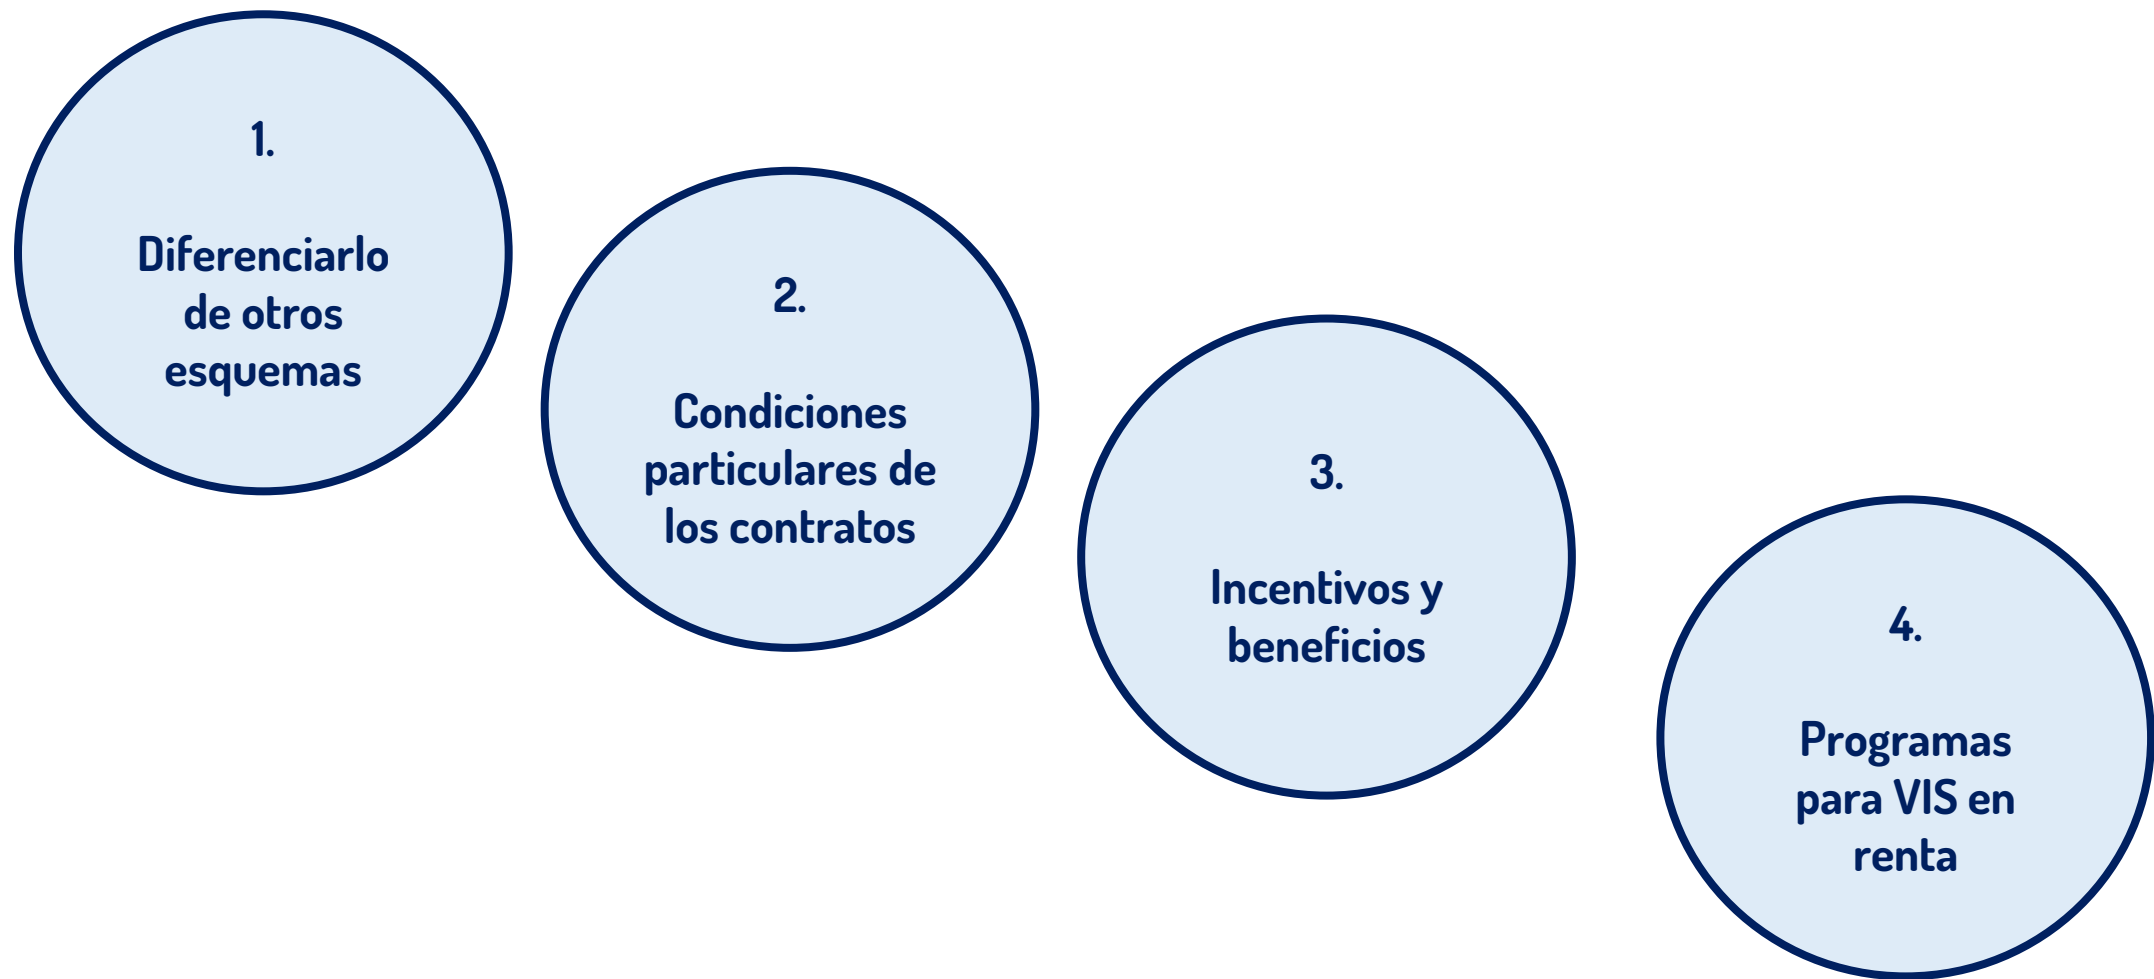 1.
Diferenciarlo
de otros
esquemas
2.
Condiciones
particulares de
los contratos
3.
Incentivos y
beneficios
4.
Programas
para VIS en
renta